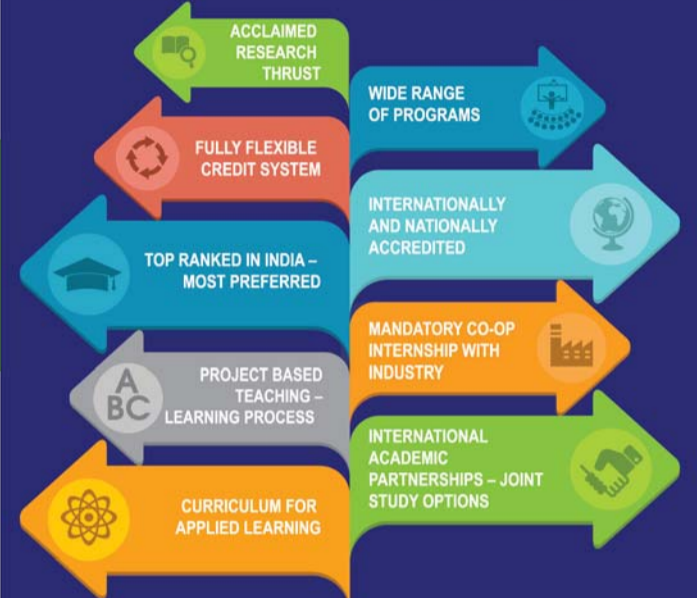 ACCLAIMED
RESEARCH
THRUST
WIDE RANGE
OF PROGRAMS
FULLY FLEXIBLE
CREDIT SYSTEM
INTERNATIONALLY
AND NATIONALLY
ACCREDITED
TOP RANKED IN INDIA –
MOST PREFERRED
MANDATORY CO-OP
INTERNSHIP WITH
INDUSTRY
A
BC
PROJECT BASED
TEACHING –
LEARNING PROCESS
INTERNATIONAL
ACADEMIC
PARTNERSHIPS – JOINT
STUDY OPTIONS
CURRICULUM FOR
APPLIED LEARNING